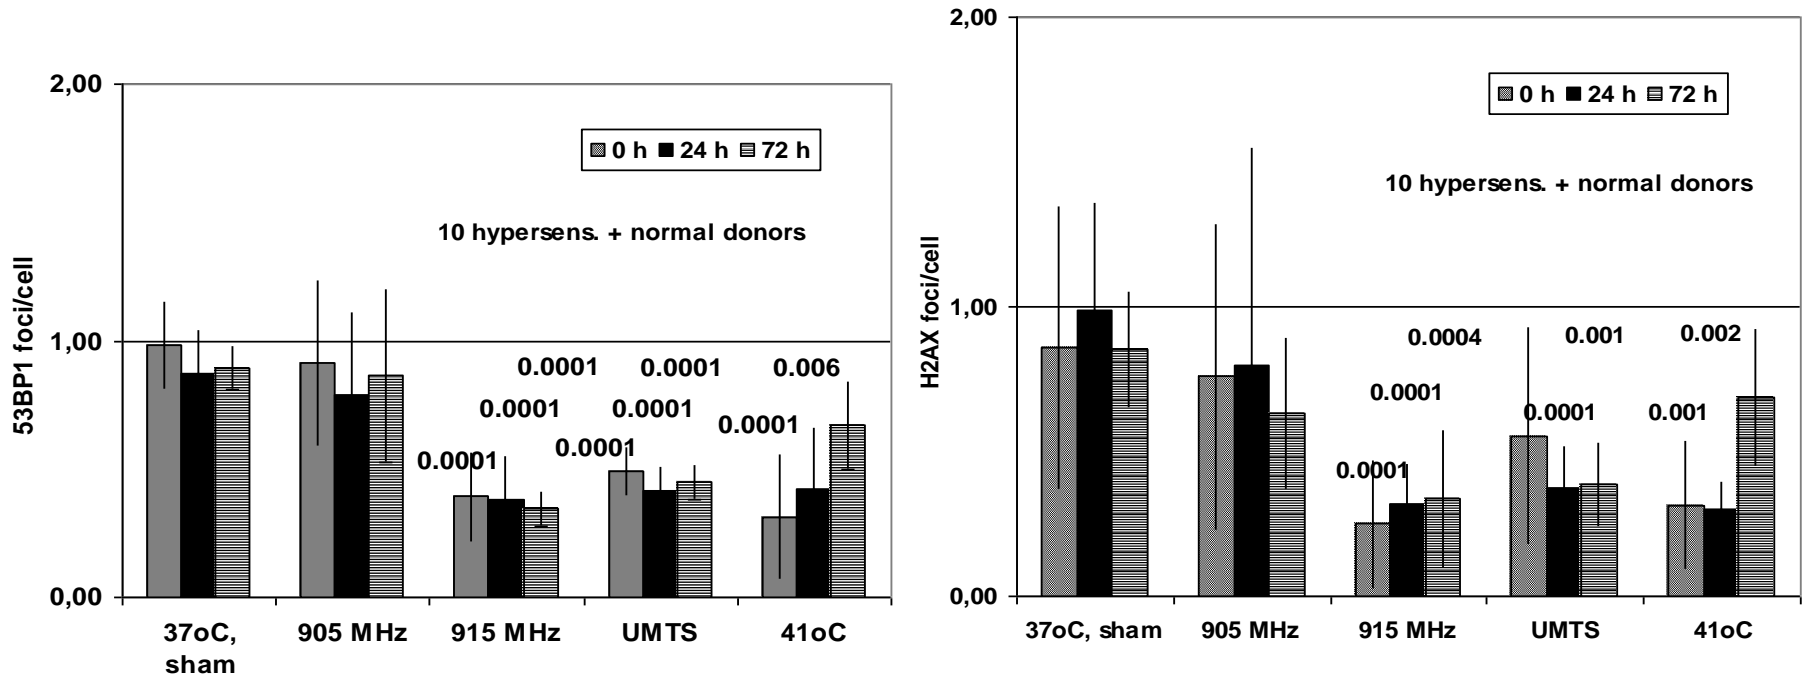 2,00
0 h 24 h 72 h
10 hypersens. + normal donors
53BP1 foci/cell
1,00
0.0001 0.0001 0.006
0.0001 0.0001 0.0001
0.0001 0.0001
0,00
37oC, sham 905 MHz 915 MHz UMTS 41oC
2,00
0 h 24 h 72 h
10 hypersens. + normal donors
H2AX foci/cell
1,00
0.0004 0.001 0.002
0.0001 0.0001 0.001
0.0001
0,00
37oC, sham 905 MHz 915 MHz UMTS 41oC